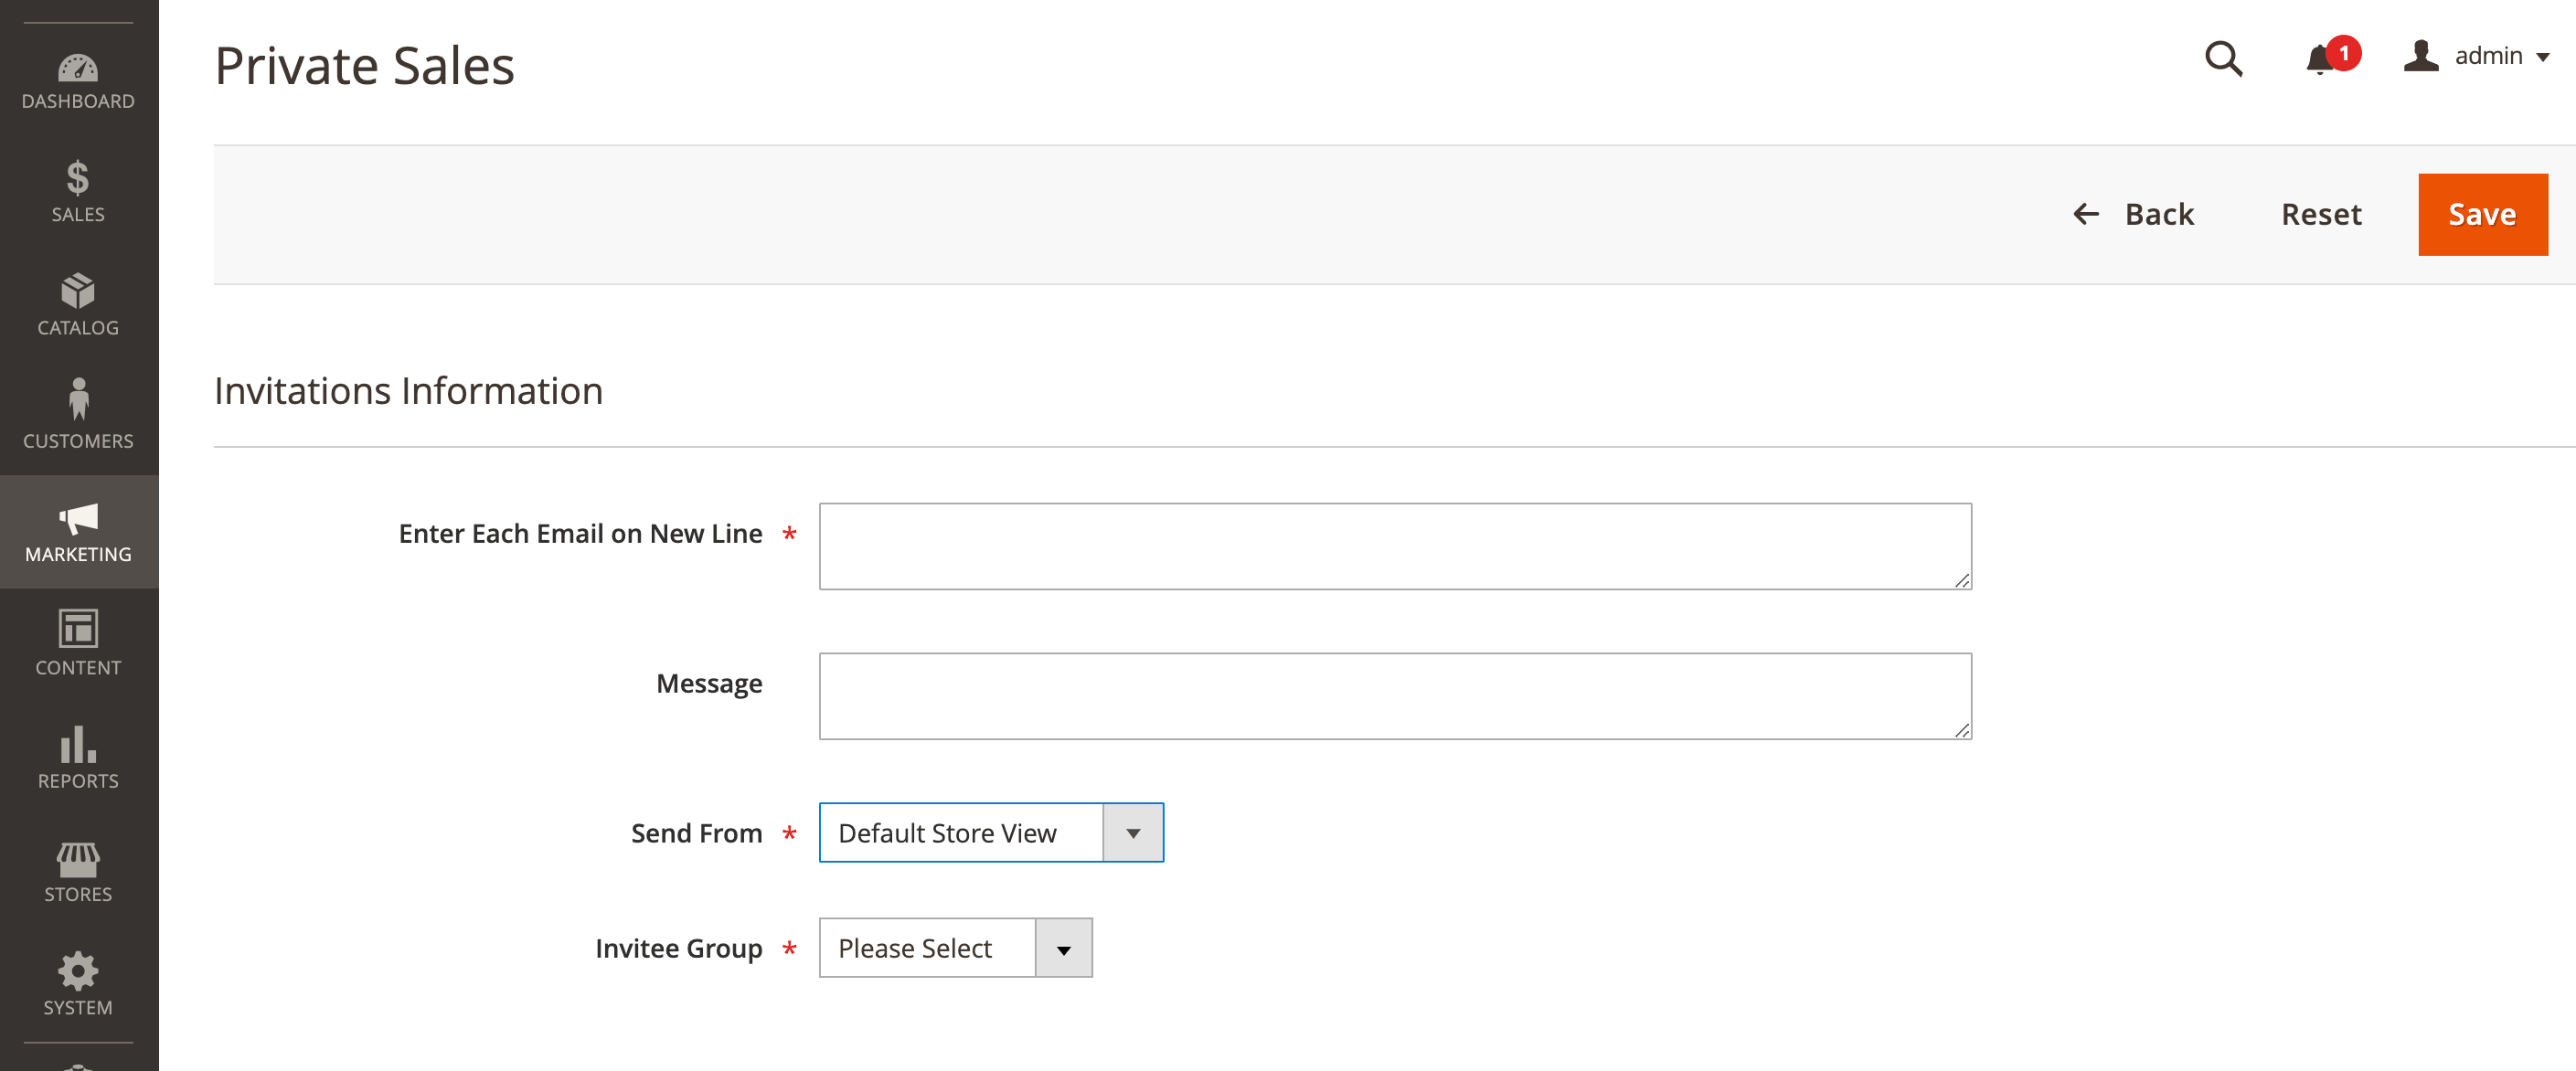 DASHBOARD
SALES
CATALOG
CUSTOMERS
MARKETING
CONTENT
REPORTS
STORES
SYSTEM
Private Sales
1
admin
Back
Reset
Save
Invitations Information
Enter Each Email on New Line *
Message
Send From * Default Store View
Invitee Group * Please Select